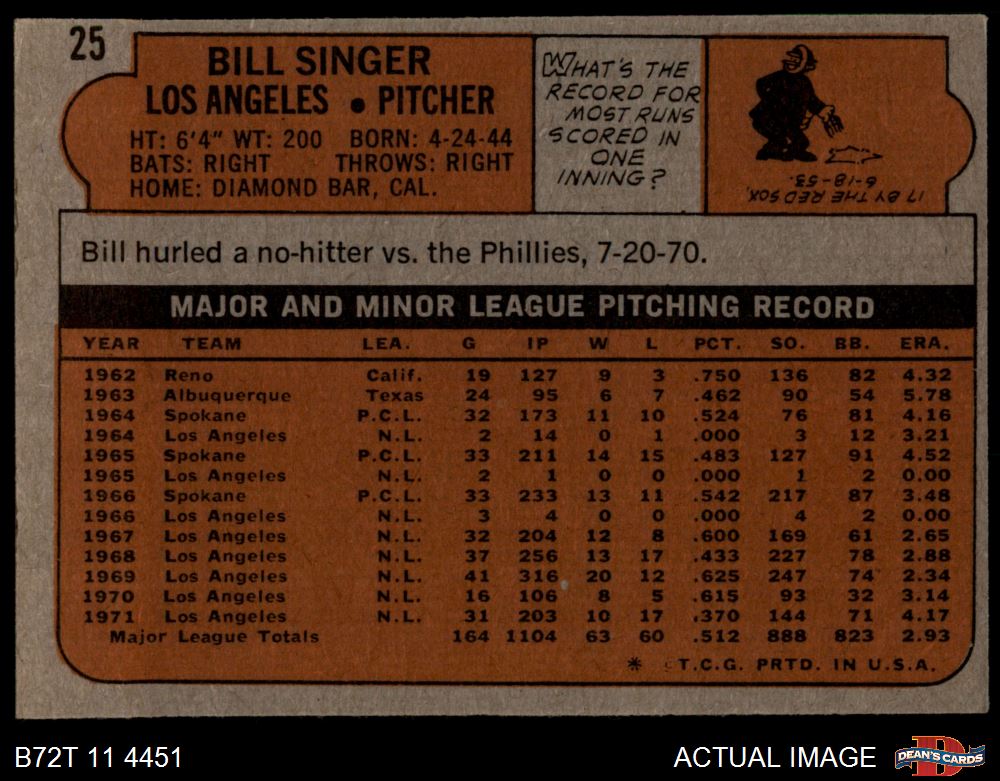 25
BILL SINGER
LOS ANGELES • PITCHER
HT: 6'4" WT: 200 BORN: 4-24-44
BATS: RIGHT THROWS: RIGHT
HOME: DIAMOND BAR, CAL.
WHAT'S THE
RECORD FOR
MOST RUNS
SCORED IN
ONE
INNING?
17 BY THE RED SOX,
6-18-53.
Bill hurled a no-hitter vs. the Phillies, 7-20-70.
MAJOR AND MINOR LEAGUE PITCHING RECORD
YEAR TEAM LEA. G IP W L PCT. SO. BB. ERA.
1962 Reno Calif. 19 127 9 3 .750 136 82 4.32
1963 Albuquerque Texas 24 95 6 7 .462 90 54 5.78
1964 Spokane P.C.L. 32 173 11 10 .524 76 81 4.16
1964 Los Angeles N.L. 2 14 0 1 .000 3 12 3.21
1965 Spokane P.C.L. 33 211 14 15 .483 127 91 4.52
1965 Los Angeles N.L. 2 1 0 0 .000 1 2 0.00
1966 Spokane P.C.L. 33 233 13 11 .542 217 87 3.48
1966 Los Angeles N.L. 3 4 0 0 .000 4 2 0.00
1967 Los Angeles N.L. 32 204 12 8 .600 169 61 2.65
1968 Los Angeles N.L. 37 256 13 17 .433 227 78 2.88
1969 Los Angeles N.L. 41 316 20 12 .625 247 74 2.34
1970 Los Angeles N.L. 16 106 8 5 .615 93 32 3.14
1971 Los Angeles N.L. 31 203 10 17 .370 144 71 4.17
Major League Totals 164 1104 63 60 .512 888 823 2.93
* ©T.C.G. PRTD. IN U.S.A.
B72T 11 4451
ACTUAL IMAGE
D
DEAN'S CARDS